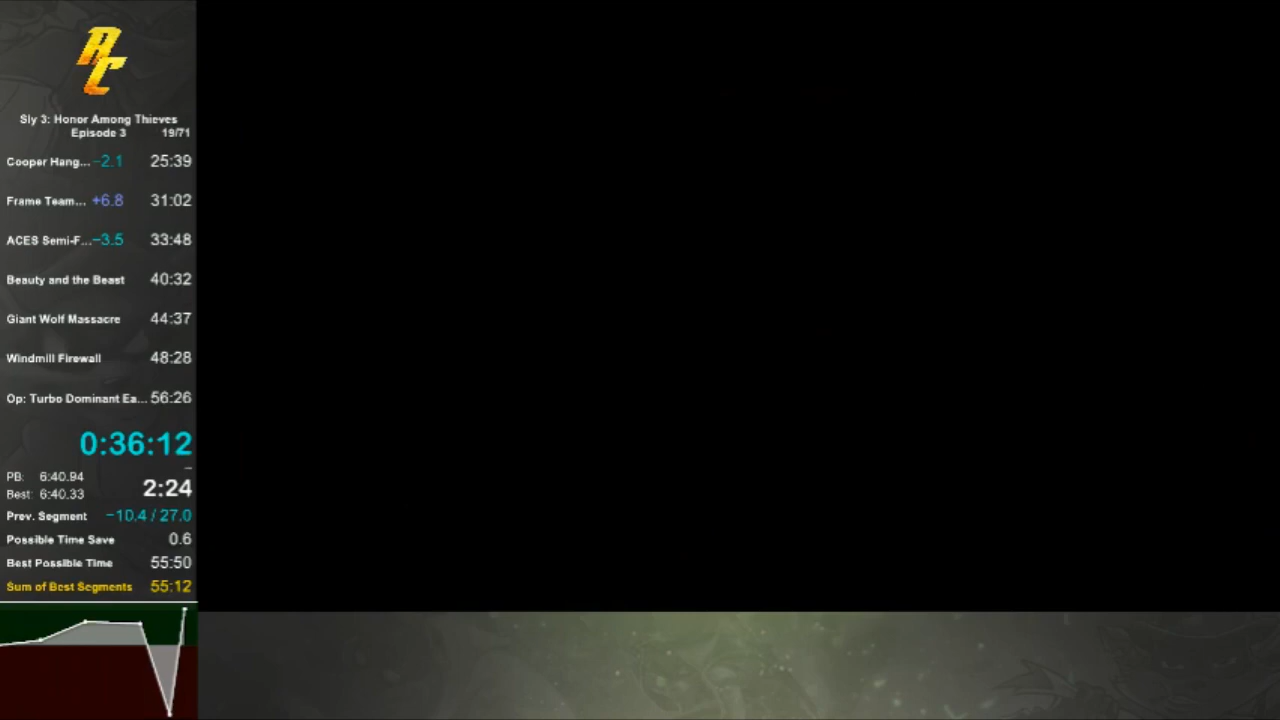 RC
Sly 3: Honor Among Thieves
Episode 3 19/71
Cooper Hang... −2.1 25:39
Frame Team... +6.8 31:02
ACES Semi-F... −3.5 33:48
Beauty and the Beast 40:32
Giant Wolf Massacre 44:37
Windmill Firewall 48:28
Op: Turbo Dominant Ea... 56:26
0:36:12
–
PB: 6:40.94
2:24
Best: 6:40.33
Prev. Segment −10.4 / 27.0
Possible Time Save 0.6
Best Possible Time 55:50
Sum of Best Segments 55:12